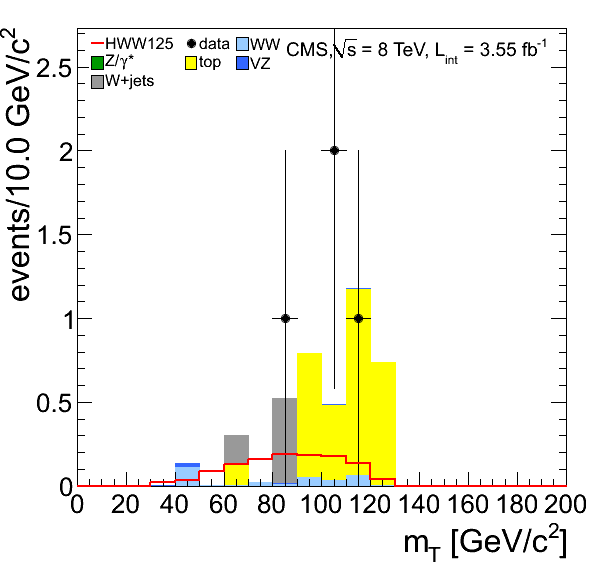 HWW125 data WW CMS, √s = 8 TeV, L_int = 3.55 fb⁻¹
Z/γ* top VZ
W+jets
events/10.0 GeV/c²
2.5
2
1.5
1
0.5
0
0 20 40 60 80 100 120 140 160 180 200
m_T [GeV/c²]